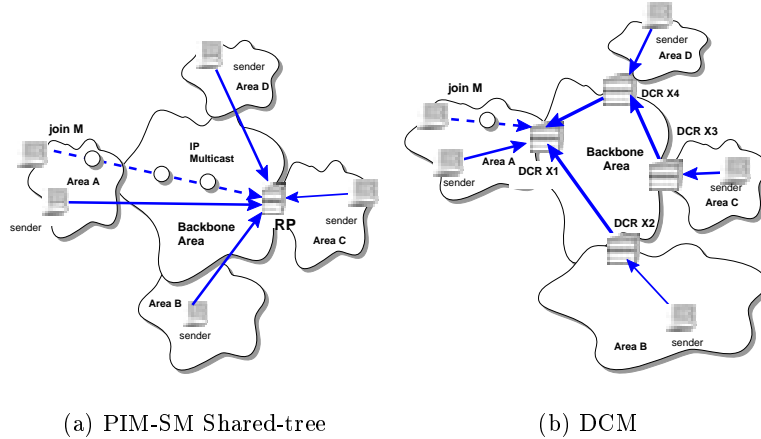 sender
Area D
join M
IP
Multicast
Area A
sender
Backbone
Area
RP
sender
Area C
Area B
sender
(a) PIM-SM Shared-tree
sender
Area D
join M
DCR X4
DCR X3
Backbone
Area
Area A
sender
DCR X1
sender
Area C
DCR X2
sender
Area B
(b) DCM